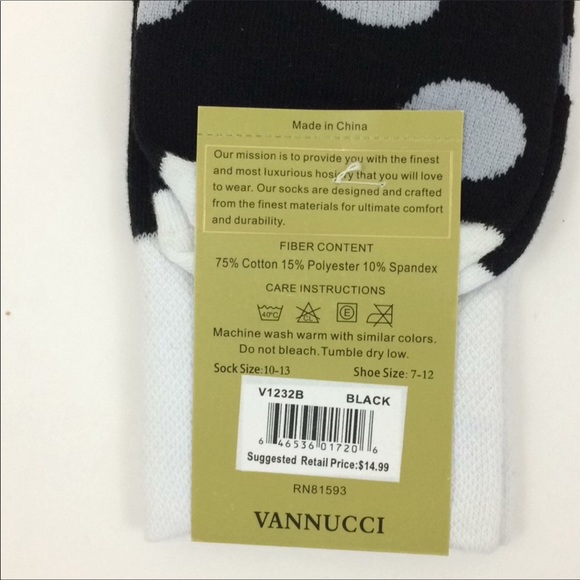 Made in China
Our mission is to provide you with the finest
and most luxurious hosiery that you will love
to wear. Our socks are designed and crafted
from the finest materials for ultimate comfort
and durability.
FIBER CONTENT
75% Cotton 15% Polyester 10% Spandex
CARE INSTRUCTIONS
40°C CL E
Machine wash warm with similar colors.
Do not bleach. Tumble dry low.
Sock Size:10-13 Shoe Size: 7-12
V1232B BLACK
6 46536 01720 6
Suggested Retail Price:$14.99
RN81593
VANNUCCI